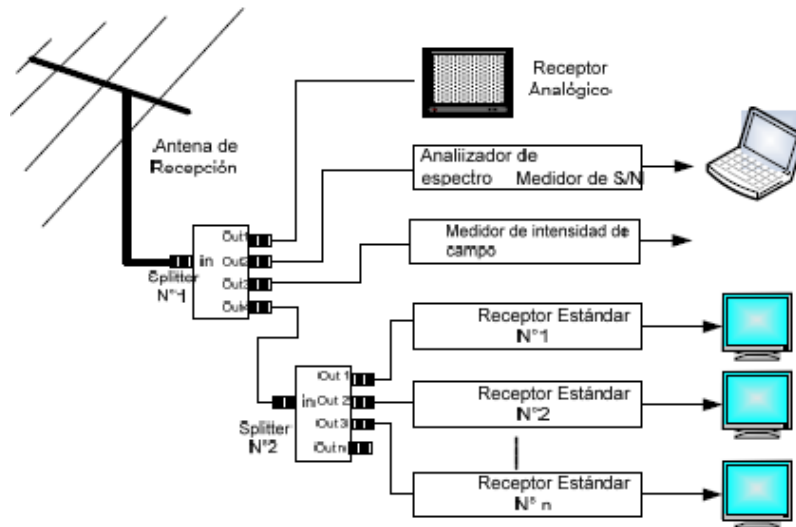 Receptor
Analógico
Antena de
Recepción
Analiizador de
espectro Medidor de S/N
Medidor de intensidad de
campo
in
Out1
Out2
Out3
Out4
Splitter
N°1
Receptor Estándar
N°1
in
Out 1
Out 2
Out 3
Out n
Splitter
N°2
Receptor Estándar
N°2
Receptor Estándar
N° n